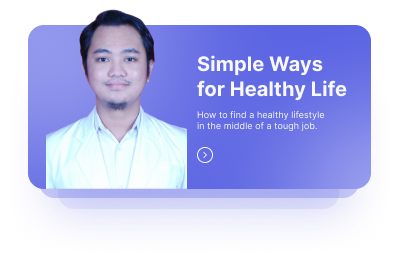 Simple Ways
for Healthy Life
How to find a healthy lifestyle
in the middle of a tough job.